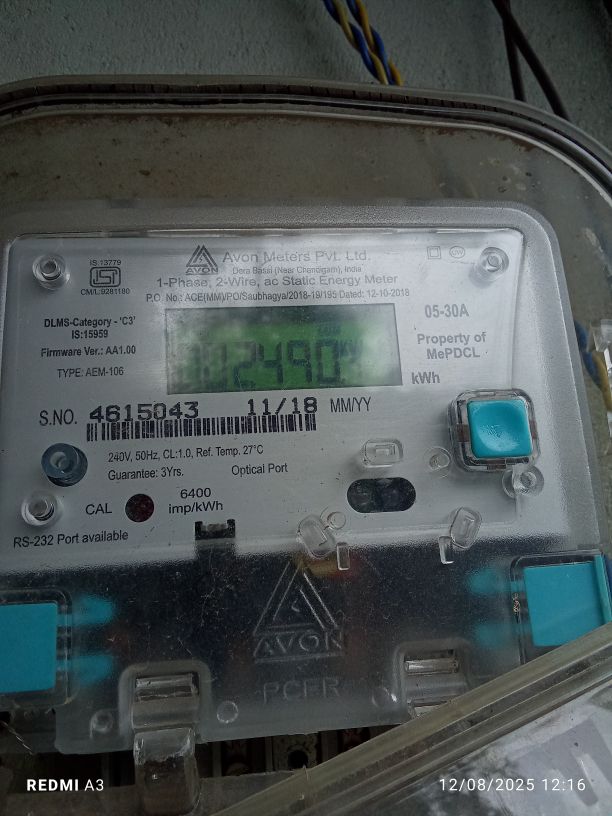 IS:13779
CM/L:9281180
AVON
Avon Meters Pvt. Ltd.
Dera Bassi (Near Chandigarh), India
1-Phase, 2-Wire, ac Static Energy Meter
P.O. No.: ACE(MM)/PO/Saubhagya/2018-19/195 Dated: 12-10-2018
DLMS-Category - 'C3'
IS:15959
Firmware Ver.: AA1.00
TYPE: AEM-106
05-30A
Property of
MePDCL
kWh
S.NO. 4615043 11/18 MM/YY
240V, 50Hz, CL:1.0, Ref. Temp. 27°C
Guarantee: 3Yrs. Optical Port
CAL 6400
imp/kWh
RS-232 Port available
AVON
REDMI A3
12/08/2025 12:16